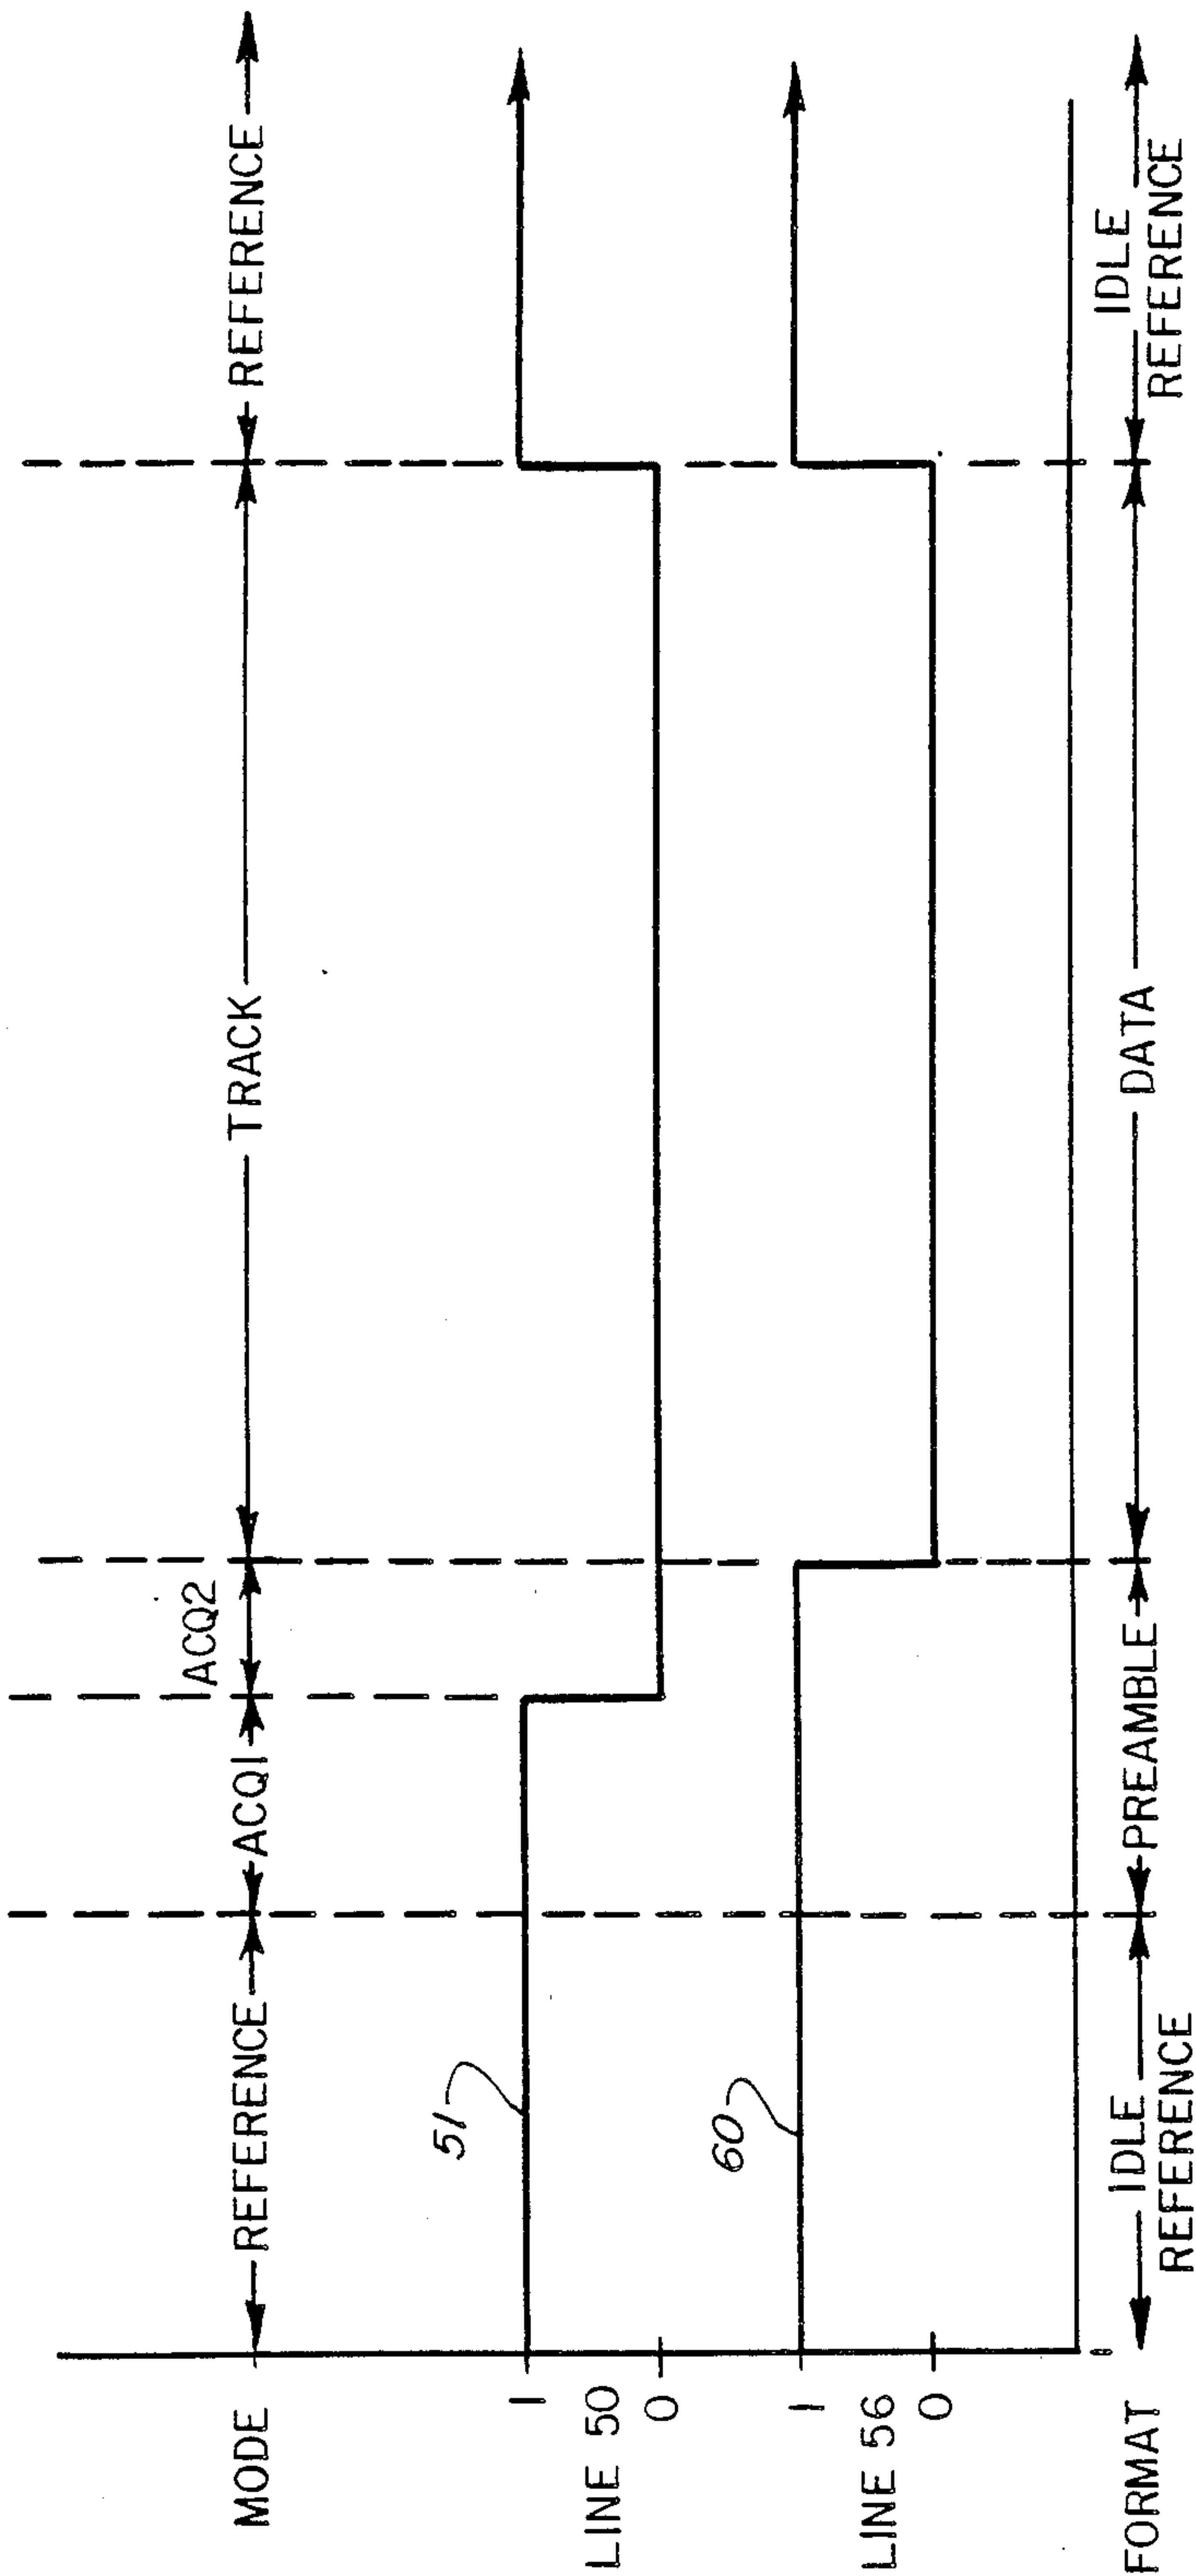 MODE
REFERENCE
ACQ1
ACQ2
TRACK
REFERENCE
LINE 50
1
0
51
LINE 56
1
0
60
0
FORMAT
IDLE
REFERENCE
PREAMBLE
DATA
IDLE
REFERENCE